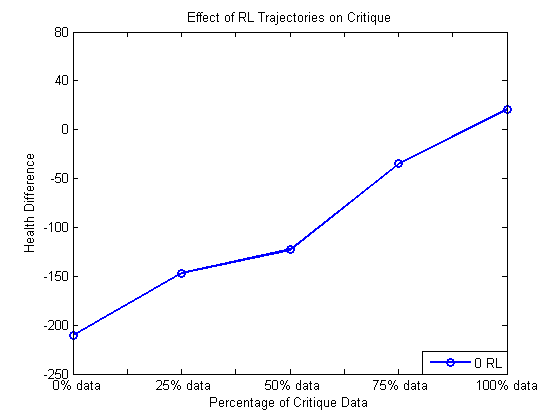 Effect of RL Trajectories on Critique
80
40
0
-50
-100
-150
-200
-250
Health Difference
0 RL
0% data 25% data 50% data 75% data 100% data
Percentage of Critique Data